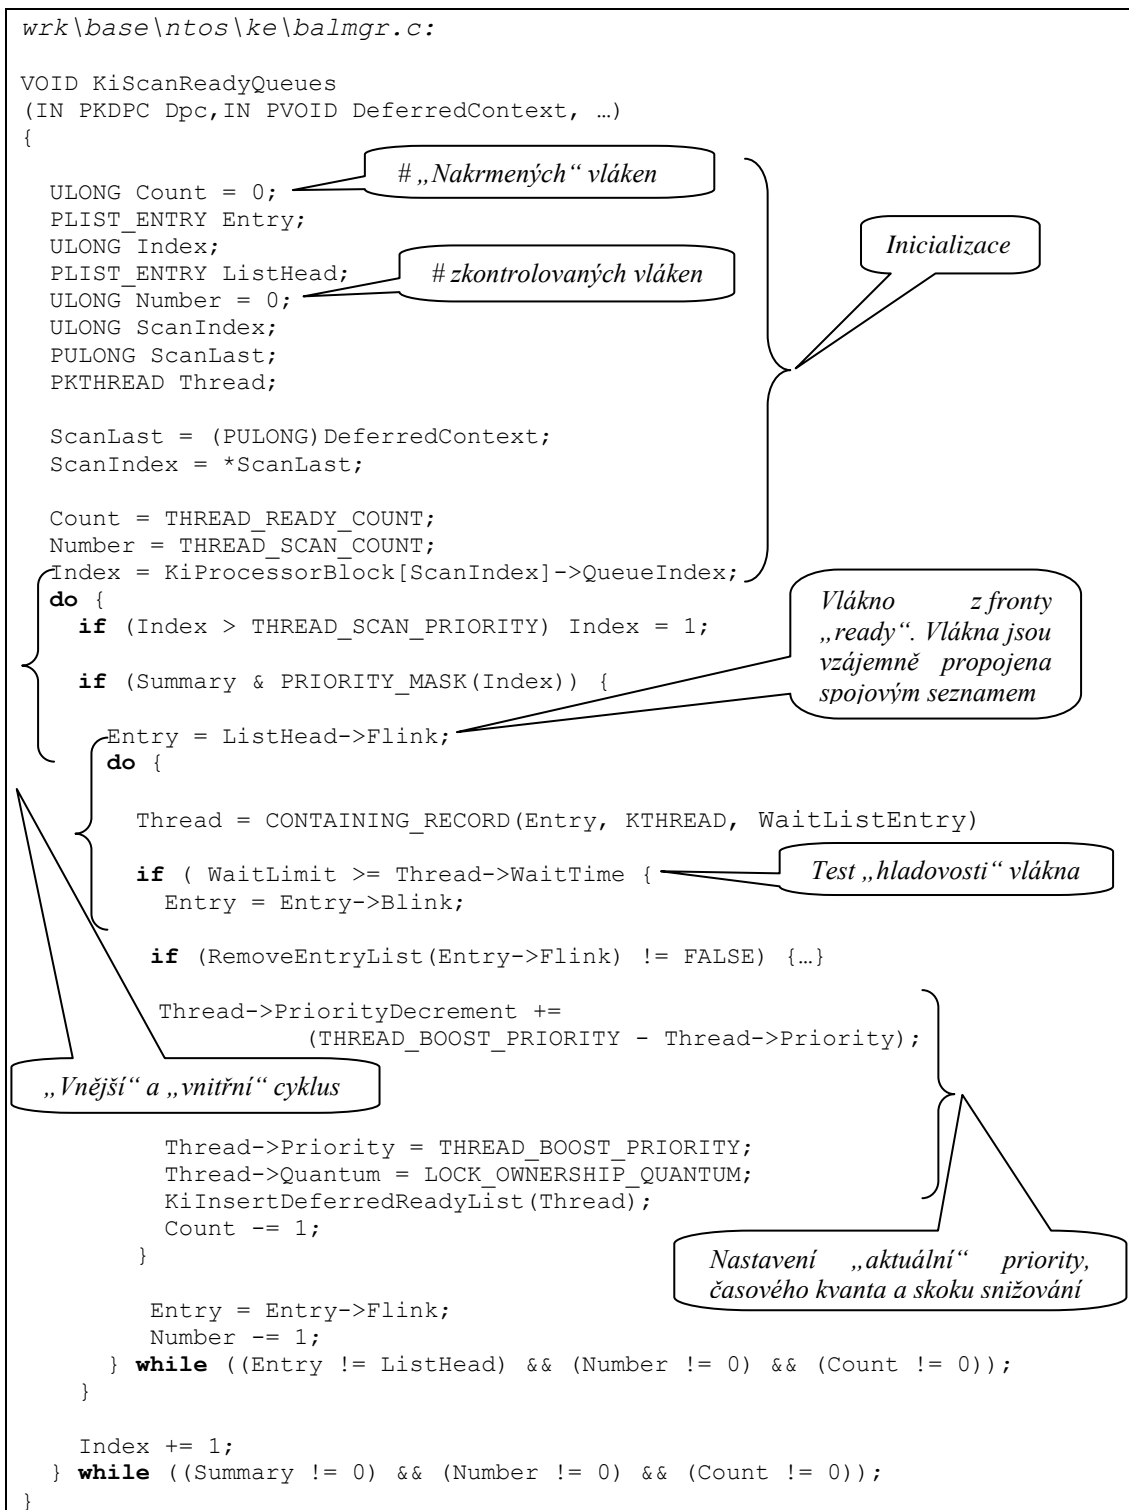 wrk\base\ntos\ke\balmgr.c:
VOID KiScanReadyQueues
(IN PKDPC Dpc,IN PVOID DeferredContext, …)
{
# „Nakrmených“ vláken
ULONG Count = 0;
PLIST_ENTRY Entry;
ULONG Index;
Inicializace
PLIST_ENTRY ListHead;
# zkontrolovaných vláken
ULONG Number = 0;
ULONG ScanIndex;
PULONG ScanLast;
PKTHREAD Thread;
ScanLast = (PULONG)DeferredContext;
ScanIndex = *ScanLast;
Count = THREAD_READY_COUNT;
Number = THREAD_SCAN_COUNT;
Index = KiProcessorBlock[ScanIndex]->QueueIndex;
do {
if (Index > THREAD_SCAN_PRIORITY) Index = 1;
if (Summary & PRIORITY_MASK(Index)) {
Vlákno z fronty
„ready“. Vlákna jsou
vzájemně propojena
spojovým seznamem
Entry = ListHead->Flink;
do {
Thread = CONTAINING_RECORD(Entry, KTHREAD, WaitListEntry)
if ( WaitLimit >= Thread->WaitTime {
Test „hladovosti“ vlákna
Entry = Entry->Blink;
if (RemoveEntryList(Entry->Flink) != FALSE) {…}
Thread->PriorityDecrement +=
(THREAD_BOOST_PRIORITY - Thread->Priority);
„Vnější“ a „vnitřní“ cyklus
Thread->Priority = THREAD_BOOST_PRIORITY;
Thread->Quantum = LOCK_OWNERSHIP_QUANTUM;
KiInsertDeferredReadyList(Thread);
Count -= 1;
}
Nastavení „aktuální“ priority,
časového kvanta a skoku snižování
Entry = Entry->Flink;
Number -= 1;
} while ((Entry != ListHead) && (Number != 0) && (Count != 0));
}
Index += 1;
} while ((Summary != 0) && (Number != 0) && (Count != 0));
}